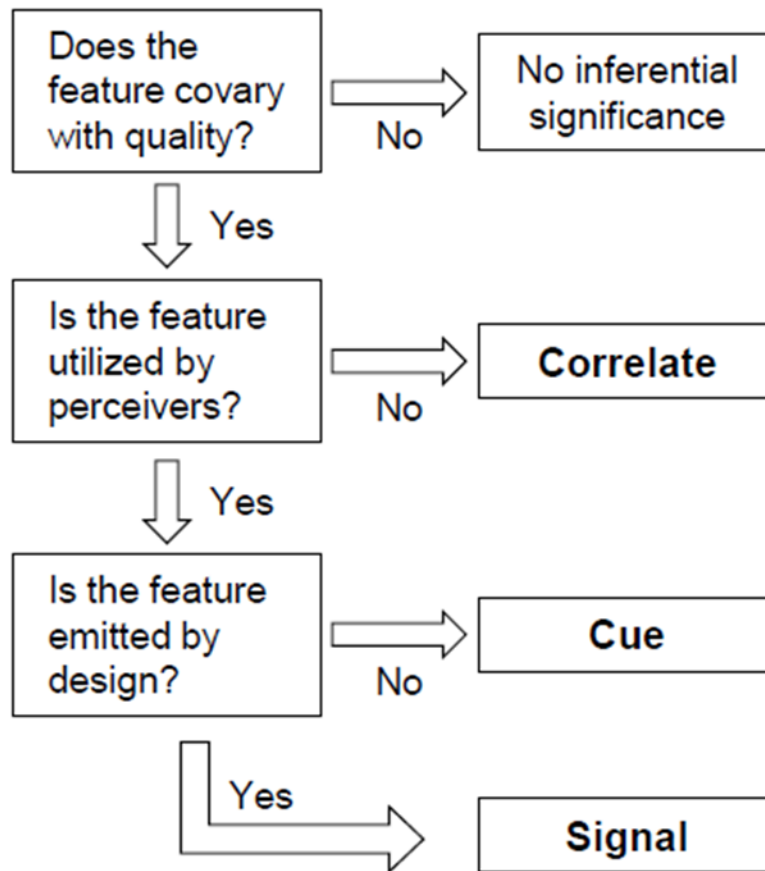 Does the
feature covary
with quality?
No
No inferential
significance
Yes
Is the feature
utilized by
perceivers?
No
Correlate
Yes
Is the feature
emitted by
design?
No
Cue
Yes
Signal